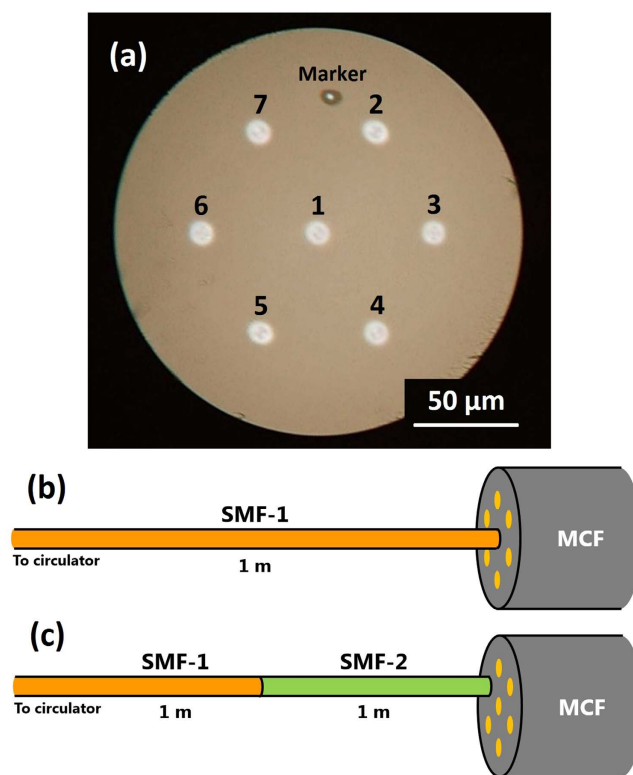 (a)
Marker
7 2
6 1 3
5 4
50 µm
(b)
SMF-1
MCF
To circulator
1 m
(c)
SMF-1 SMF-2
MCF
To circulator 1 m 1 m